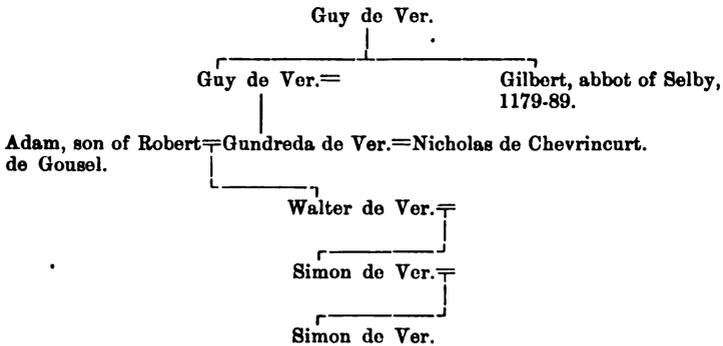 Guy de Ver.
Guy de Ver.= Gilbert, abbot of Selby,
1179-89.
Adam, son of Robert=Gundreda de Ver.=Nicholas de Chevrincurt.
de Gousel.
Walter de Ver.=
Simon de Ver.=
Simon de Ver.